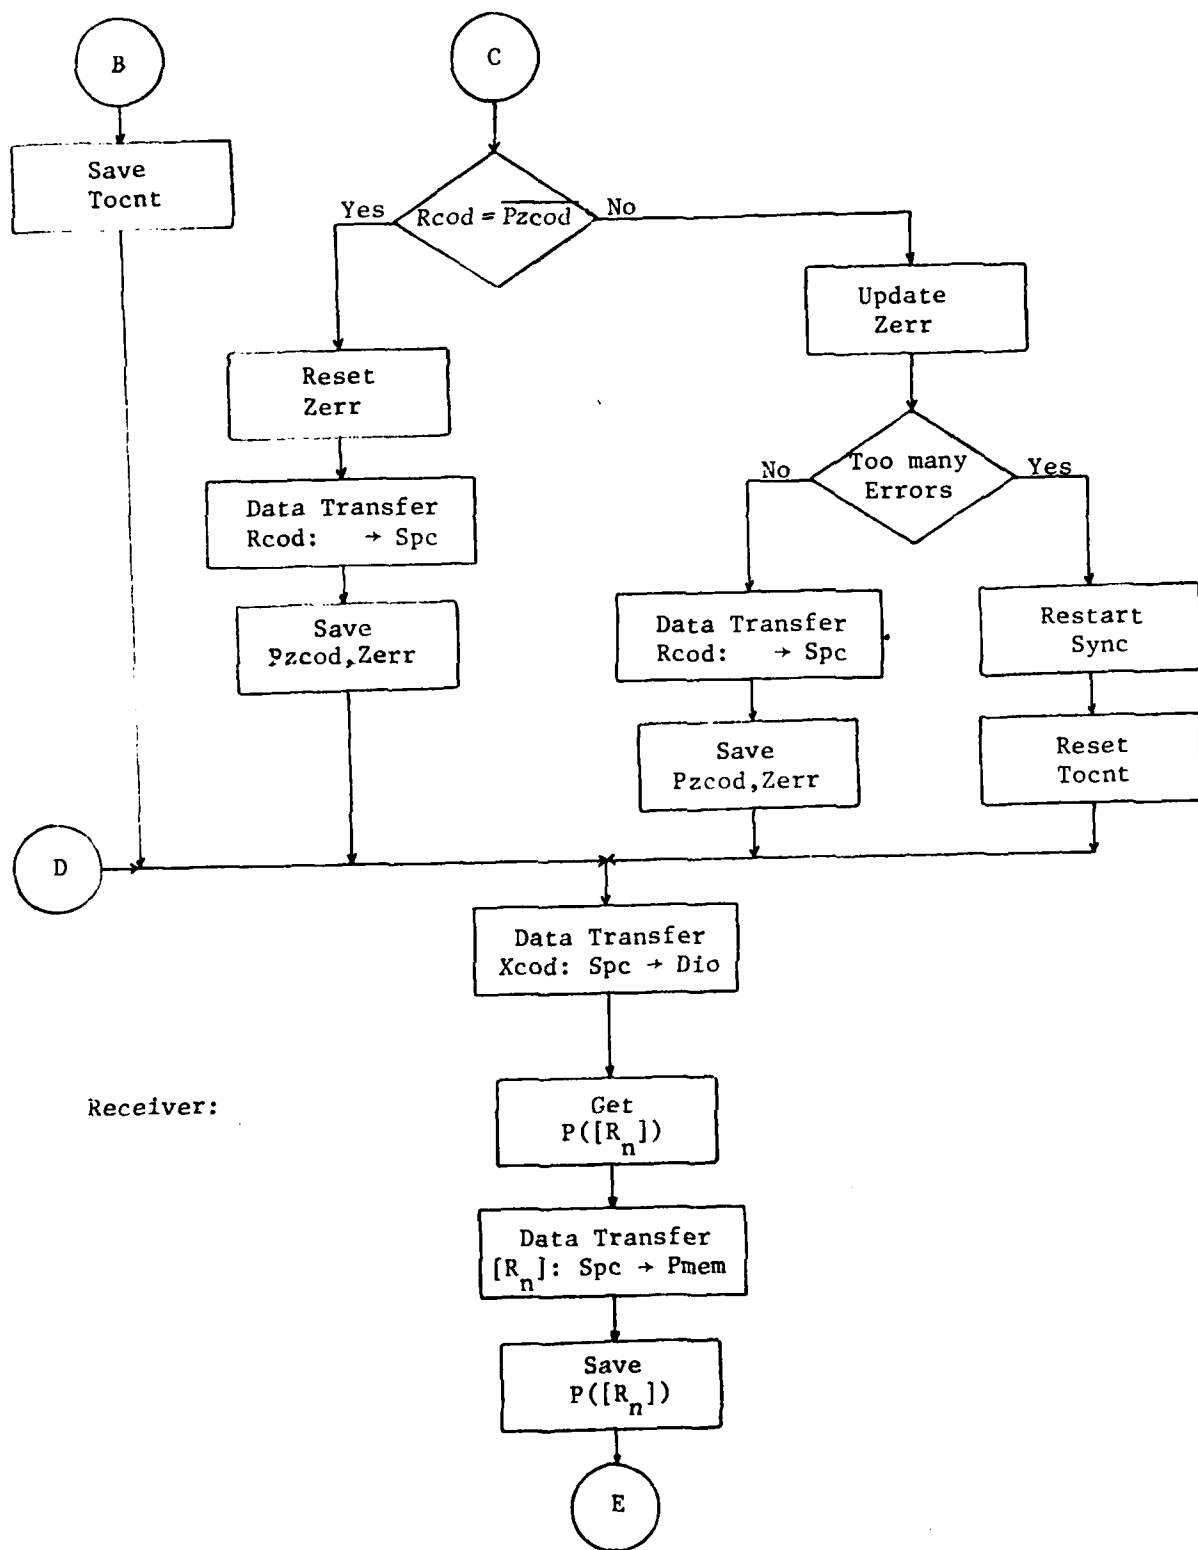 B
C
Save
Tocnt
Yes
Rcod = P̅z̅c̅o̅d̅
No
Update
Zerr
Reset
Zerr
No
Too many
Errors
Yes
Data Transfer
Rcod: → Spc
Save
Pzcod,Zerr
Data Transfer
Rcod: → Spc
Restart
Sync
Save
Pzcod,Zerr
Reset
Tocnt
D
Data Transfer
Xcod: Spc → Dio
Receiver:
Get
P([R_n])
Data Transfer
[R_n]: Spc → Pmem
Save
P([R_n])
E